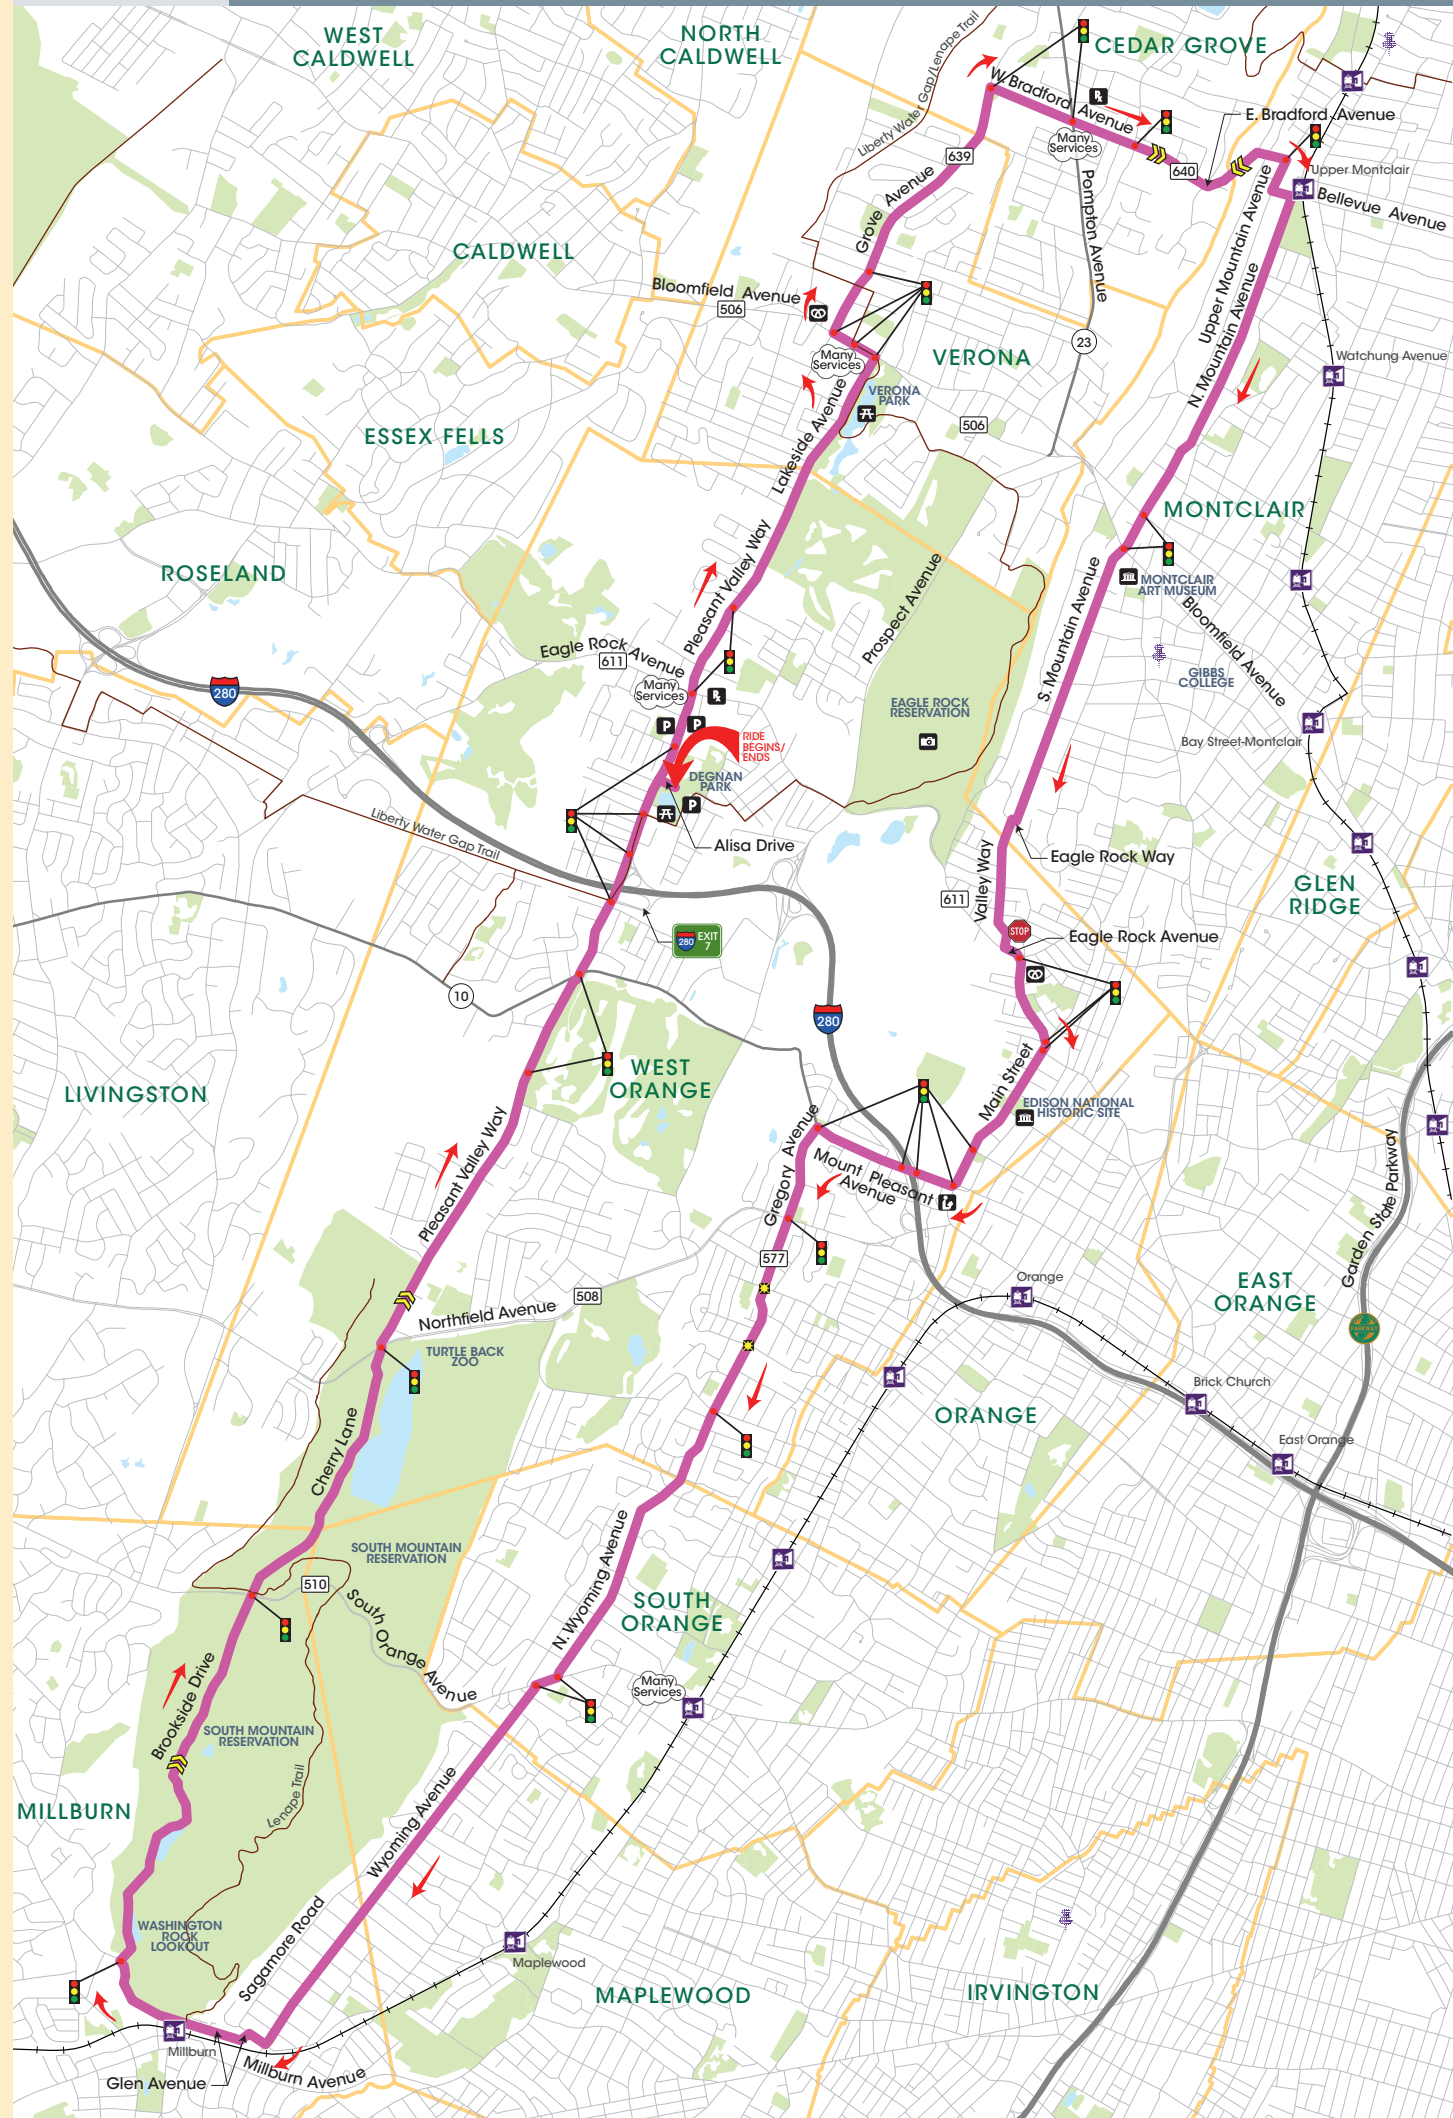 WEST
CALDWELL
NORTH
CALDWELL
CEDAR GROVE
Liberty Water Gap/Lenape Trail
W. Bradford Avenue
Many
Services
E. Bradford Avenue
640
639
Upper Montclair
Bellevue Avenue
Grove Avenue
Pompton Avenue
Upper Mountain Avenue
N. Mountain Avenue
CALDWELL
Bloomfield Avenue
506
23
Many
Services
VERONA
Watchung Avenue
VERONA
PARK
506
Lakeside Avenue
ESSEX FELLS
MONTCLAIR
ROSELAND
Pleasant Valley Way
Prospect Avenue
MONTCLAIR
ART MUSEUM
Bloomfield Avenue
S. Mountain Avenue
Eagle Rock Avenue
611
Many
Services
GIBBS
COLLEGE
280
EAGLE ROCK
RESERVATION
P
P
RIDE
BEGINS/
ENDS
Bay Street-Montclair
DEGNAN
PARK
P
Liberty Water Gap Trail
Alisa Drive
Eagle Rock Way
Valley Way
GLEN
RIDGE
611
STOP
Eagle Rock Avenue
280
EXIT
7
10
280
WEST
ORANGE
LIVINGSTON
Main Street
EDISON NATIONAL
HISTORIC SITE
Pleasant Valley Way
Gregory Avenue
Mount Pleasant
Avenue
Garden State Parkway
577
Orange
EAST
ORANGE
508
Northfield Avenue
PARKWAY
TURTLE BACK
ZOO
Brick Church
ORANGE
East Orange
Cherry Lane
SOUTH MOUNTAIN
RESERVATION
510
South Orange Avenue
N. Wyoming Avenue
SOUTH
ORANGE
Many
Services
Brookside Drive
SOUTH MOUNTAIN
RESERVATION
Lenape Trail
MILLBURN
Wyoming Avenue
WASHINGTON
ROCK
LOOKOUT
Sagamore Road
Maplewood
MAPLEWOOD
IRVINGTON
Millburn
Millburn Avenue
Glen Avenue